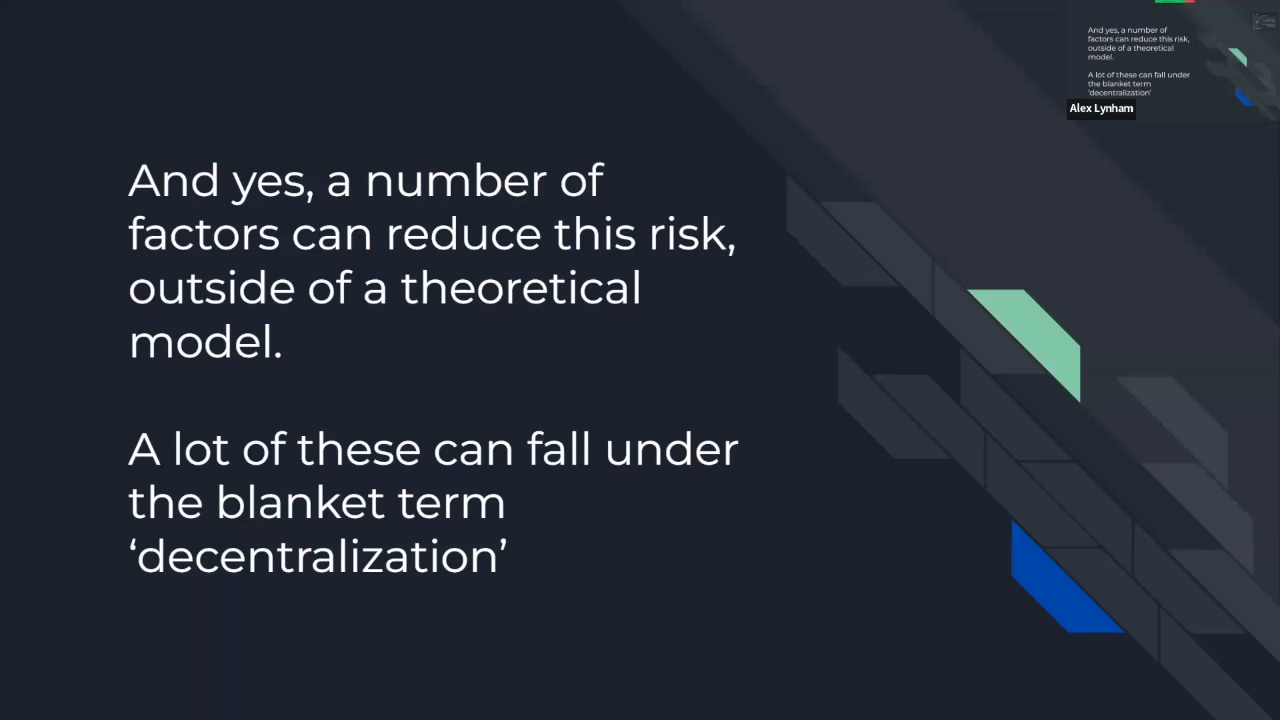 And yes, a number of
factors can reduce this risk,
outside of a theoretical
model.
A lot of these can fall under
the blanket term
‘decentralization’
And yes, a number of
factors can reduce this risk,
outside of a theoretical
model.
A lot of these can fall under
the blanket term
‘decentralization’
Alex Lynham